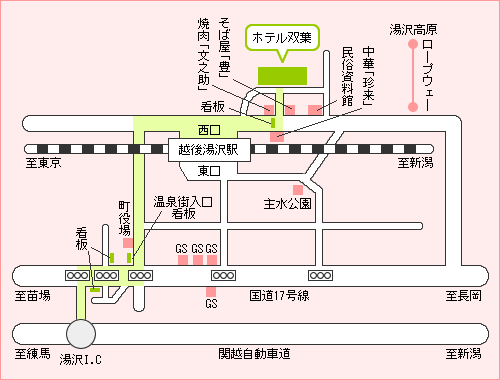 ホテル双葉
湯沢高原
ロープウェー
中華「珍来」
民俗資料館
そば屋「豊」
焼肉「文之助」
看板
西口
越後湯沢駅
至東京
至新潟
東口
主水公園
町役場
温泉街入口
看板
看板
GS GS GS
GS
至苗場
国道17号線
至長岡
至練馬
湯沢I.C
関越自動車道
至新潟